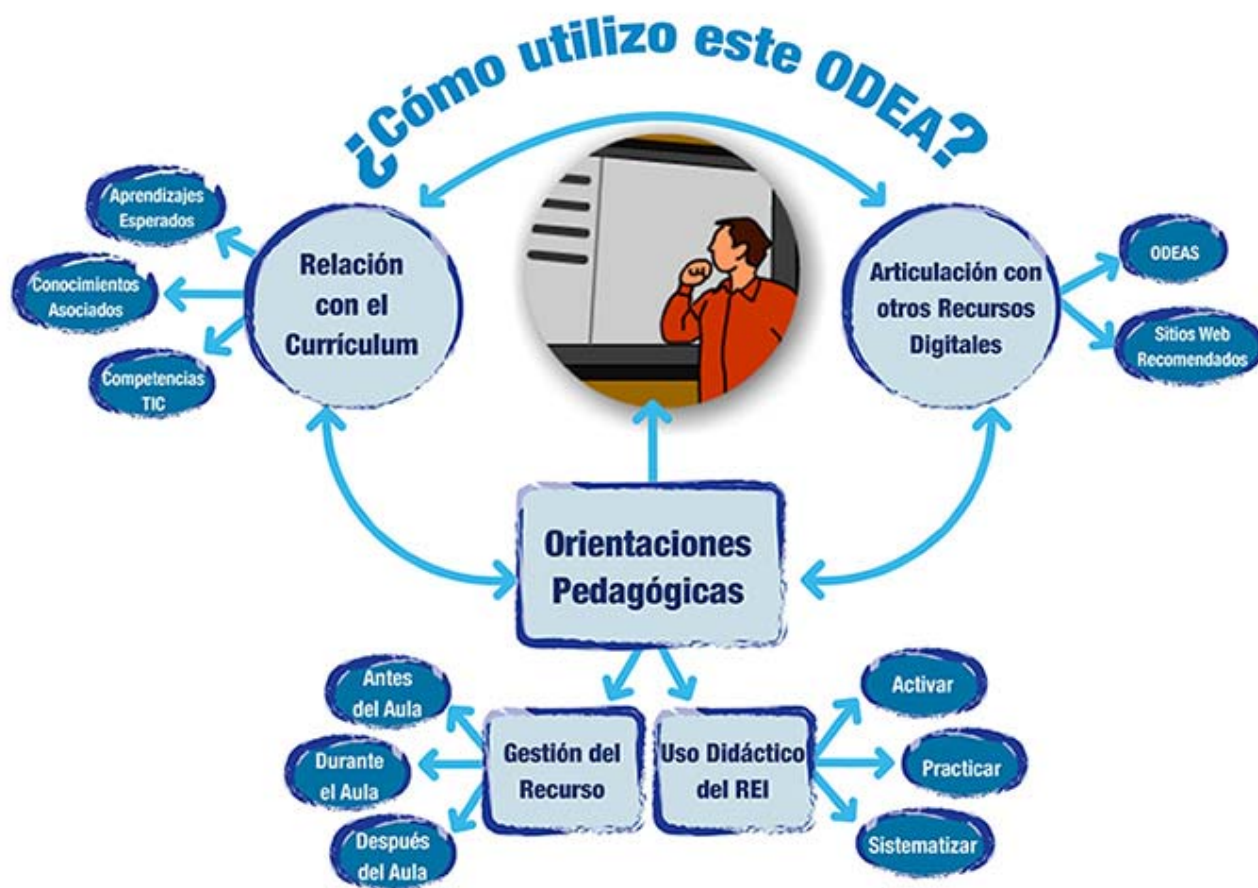 ¿Cómo utilizo este ODEA?
Aprendizajes
Esperados
Conocimientos
Asociados
Competencias
TIC
Relación
con el
Currículum
Articulación con
otros Recursos
Digitales
ODEAS
Sitios Web
Recomendados
Orientaciones
Pedagógicas
Antes
del Aula
Durante
el Aula
Después
del Aula
Gestión del
Recurso
Uso Didáctico
del REI
Activar
Practicar
Sistematizar